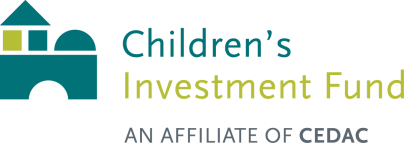 Children's
Investment Fund
AN AFFILIATE OF CEDAC